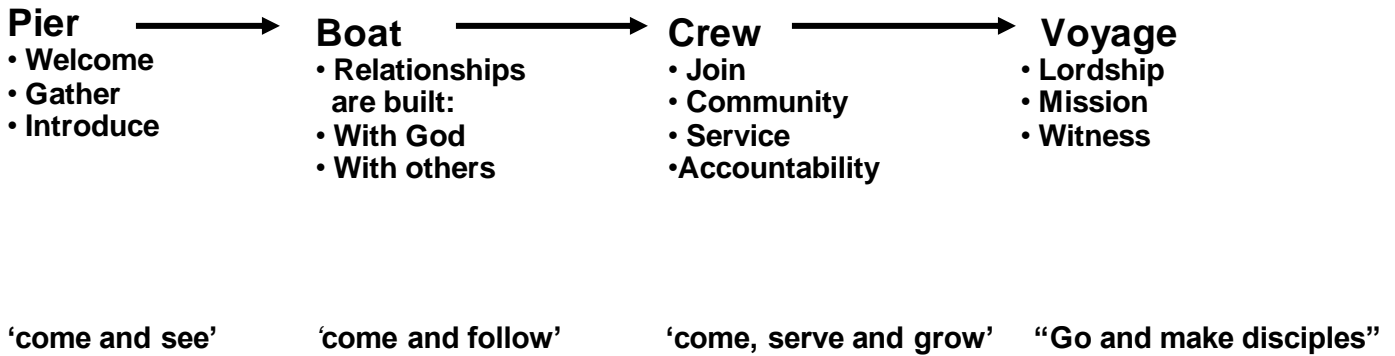 Pier
• Welcome
• Gather
• Introduce
Boat
• Relationships
are built:
• With God
• With others
Crew
• Join
• Community
• Service
•Accountability
Voyage
• Lordship
• Mission
• Witness
‘come and see’
‘come and follow’
‘come, serve and grow’
“Go and make disciples”